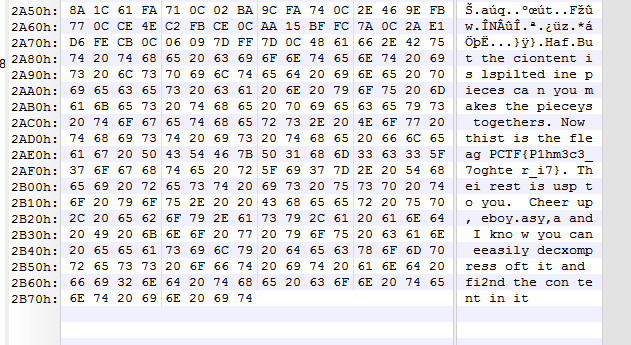 2A50h: 8A 1C 61 FA 71 0C 02 BA 9C FA 74 0C 2E 46 9E FB Š.aúq..ºœút..Fžû
2A60h: 77 0C CE 4E C2 FB CE 0C AA 15 BF FC 7A 0C 2A E1 w.ÎNÂûÎ.ª.¿üz.*á
2A70h: D6 FE CB 0C 06 09 7D FF 7D 0C 48 61 66 2E 42 75 ÖþË...}ÿ}.Haf.Bu
2A80h: 74 20 74 68 65 20 63 69 6F 6E 74 65 6E 74 20 69 t the ciontent i
2A90h: 73 20 6C 73 70 69 6C 74 65 64 20 69 6E 65 20 70 s lspilted ine p
2AA0h: 69 65 63 65 73 20 63 61 20 6E 20 79 6F 75 20 6D ieces ca n you m
2AB0h: 61 6B 65 73 20 74 68 65 20 70 69 65 63 65 79 73 akes the pieceys
2AC0h: 20 74 6F 67 65 74 68 65 72 73 2E 20 4E 6F 77 20 togethers. Now
2AD0h: 74 68 69 73 74 20 69 73 20 74 68 65 20 66 6C 65 thist is the fle
2AE0h: 61 67 20 50 43 54 46 7B 50 31 68 6D 33 63 33 5F ag PCTF{P1hm3c3_
2AF0h: 37 6F 67 68 74 65 20 72 5F 69 37 7D 2E 20 54 68 7oghte r_i7}. Th
2B00h: 65 69 20 72 65 73 74 20 69 73 20 75 73 70 20 74 ei rest is usp t
2B10h: 6F 20 79 6F 75 2E 20 20 43 68 65 65 72 20 75 70 o you.  Cheer up
2B20h: 2C 20 65 62 6F 79 2E 61 73 79 2C 61 20 61 6E 64 , eboy.asy,a and
2B30h: 20 49 20 6B 6E 6F 20 77 20 79 6F 75 20 63 61 6E I kno w you can
2B40h: 20 65 65 61 73 69 6C 79 20 64 65 63 78 6F 6D 70 eeasily decxomp
2B50h: 72 65 73 73 20 6F 66 74 20 69 74 20 61 6E 64 20 ress oft it and
2B60h: 66 69 32 6E 64 20 74 68 65 20 63 6F 6E 20 74 65 fi2nd the con te
2B70h: 6E 74 20 69 6E 20 69 74 nt in it